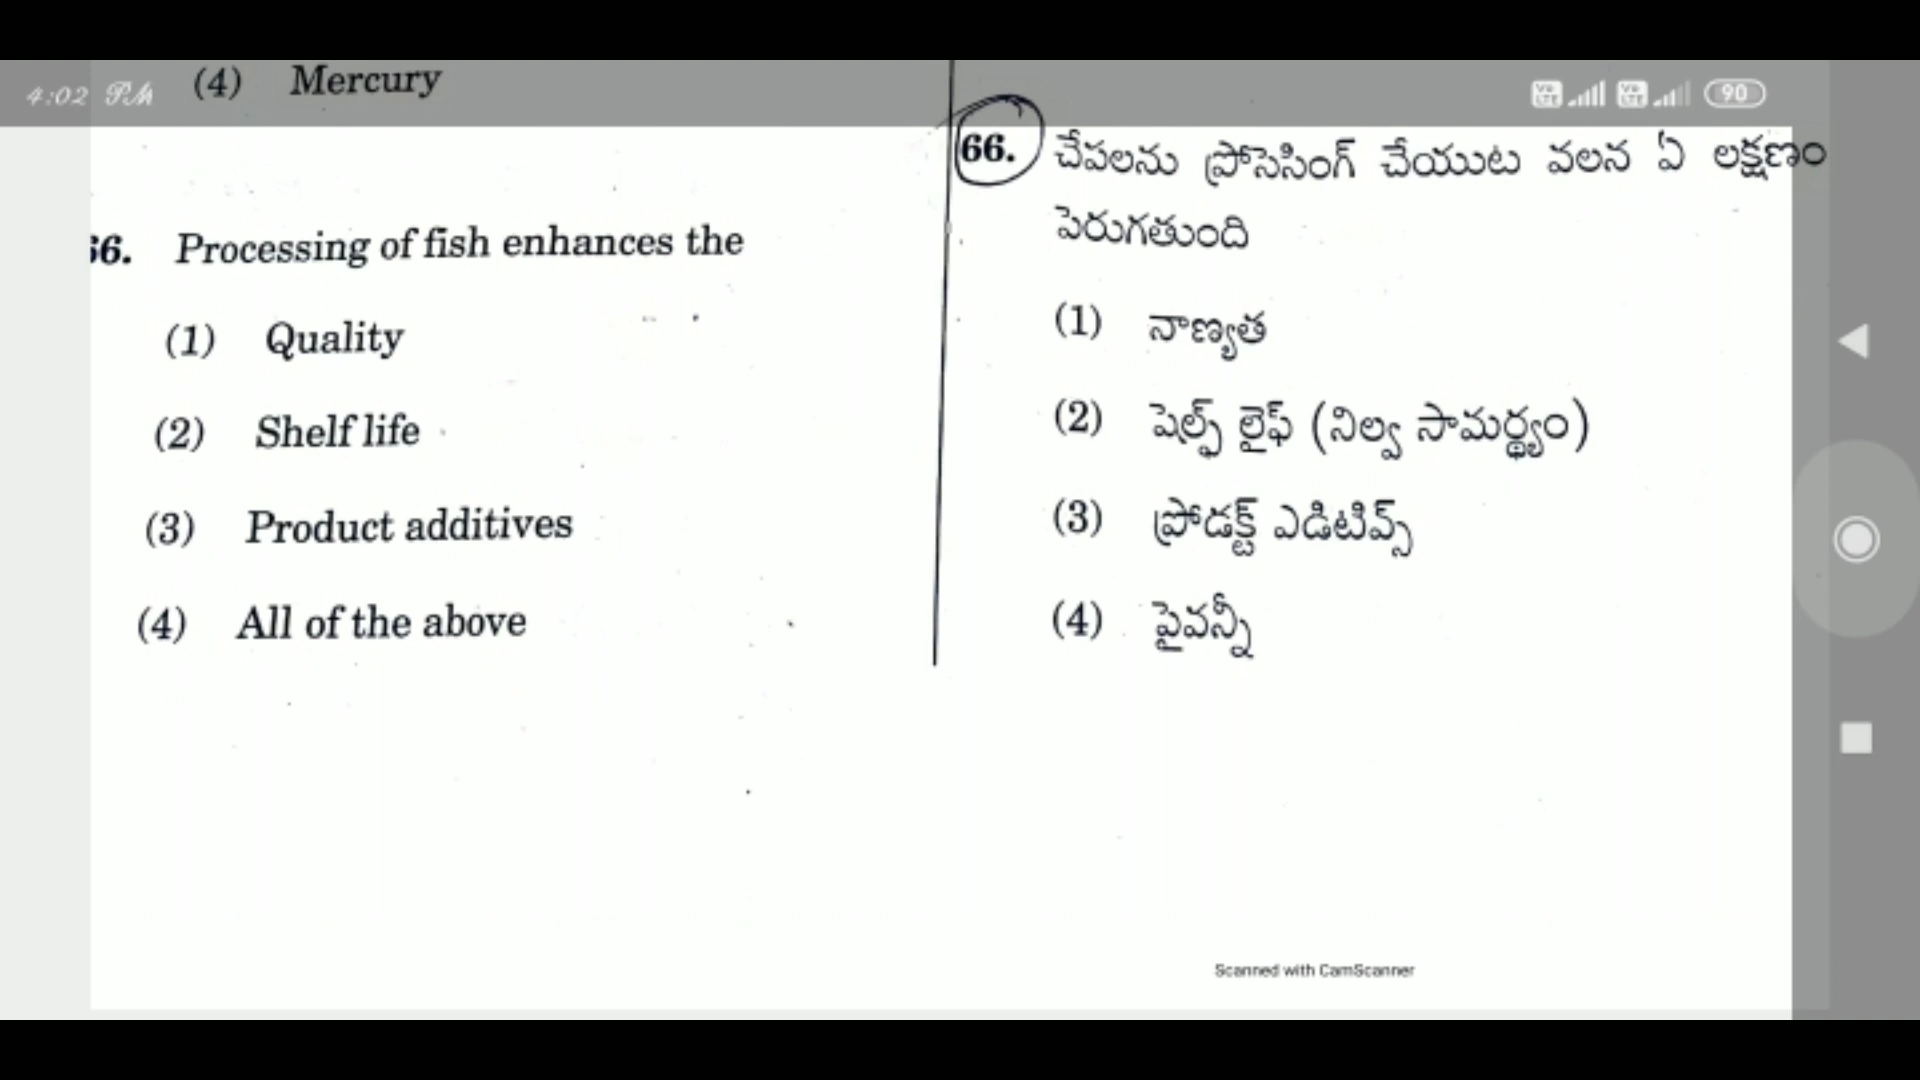 4:02 PM
90
(4) Mercury
66. Processing of fish enhances the
(1) Quality
(2) Shelf life
(3) Product additives
(4) All of the above
66. చేపలను ప్రోసెసింగ్ చేయుట వలన ఏ లక్షణం
పెరుగతుంది
(1) నాణ్యత
(2) షెల్ఫ్ లైఫ్ (నిల్వ సామర్థ్యం)
(3) ప్రోడక్ట్ ఎడిటివ్స్
(4) పైవన్నీ
Scanned with CamScanner